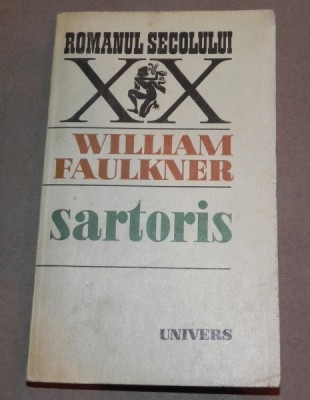 ROMANUL SECOLULUI
XX
WILLIAM
FAULKNER
sartoris
UNIVERS